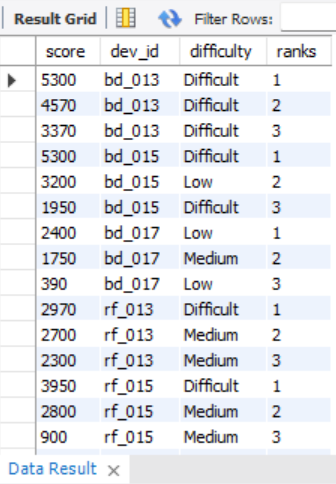 Result Grid Filter Rows:
score dev_id difficulty ranks
5300 bd_013 Difficult 1
4570 bd_013 Difficult 2
3370 bd_013 Difficult 3
5300 bd_015 Difficult 1
3200 bd_015 Low 2
1950 bd_015 Difficult 3
2400 bd_017 Low 1
1750 bd_017 Medium 2
390 bd_017 Low 3
2970 rf_013 Difficult 1
2700 rf_013 Medium 2
2300 rf_013 Medium 3
3950 rf_015 Difficult 1
2800 rf_015 Medium 2
900 rf_015 Medium 3
Data Result ×